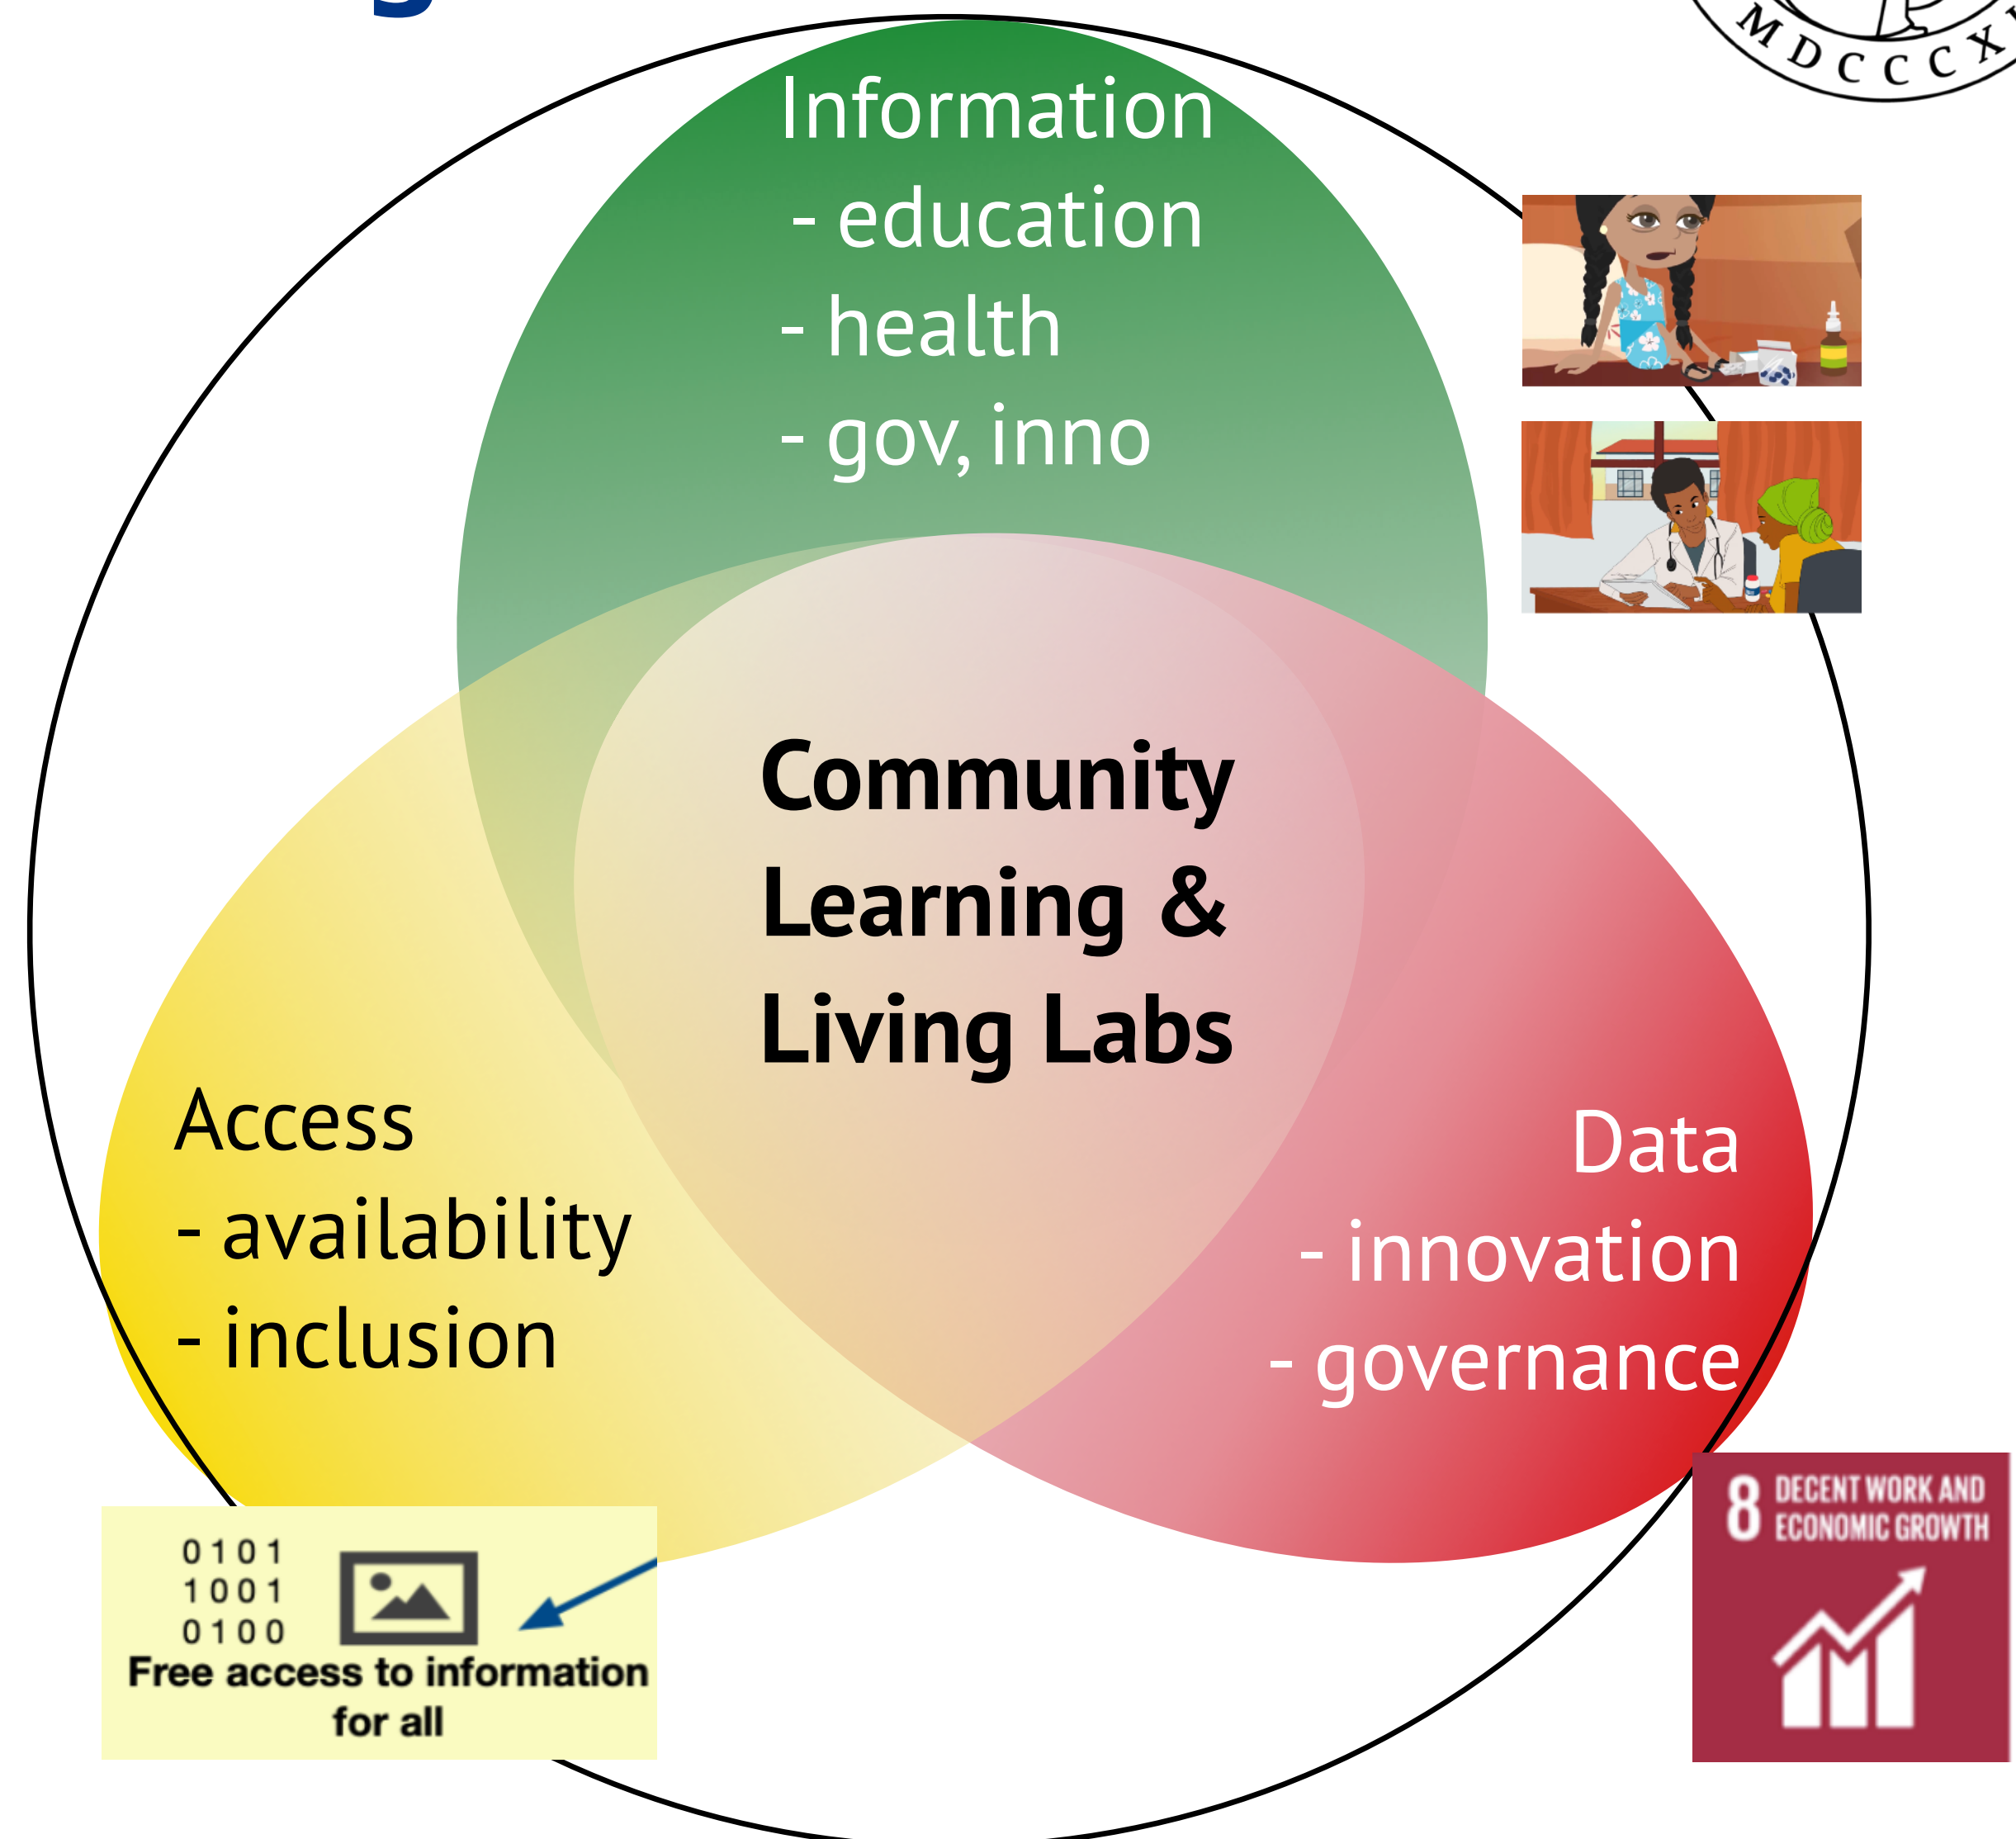 MDCCCX
Information
- education
- health
- gov, inno
Community
Learning &
Living Labs
Access
- availability
- inclusion
Data
- innovation
- governance
8 DECENT WORK AND
ECONOMIC GROWTH
0101
1001
0100
Free access to information
for all